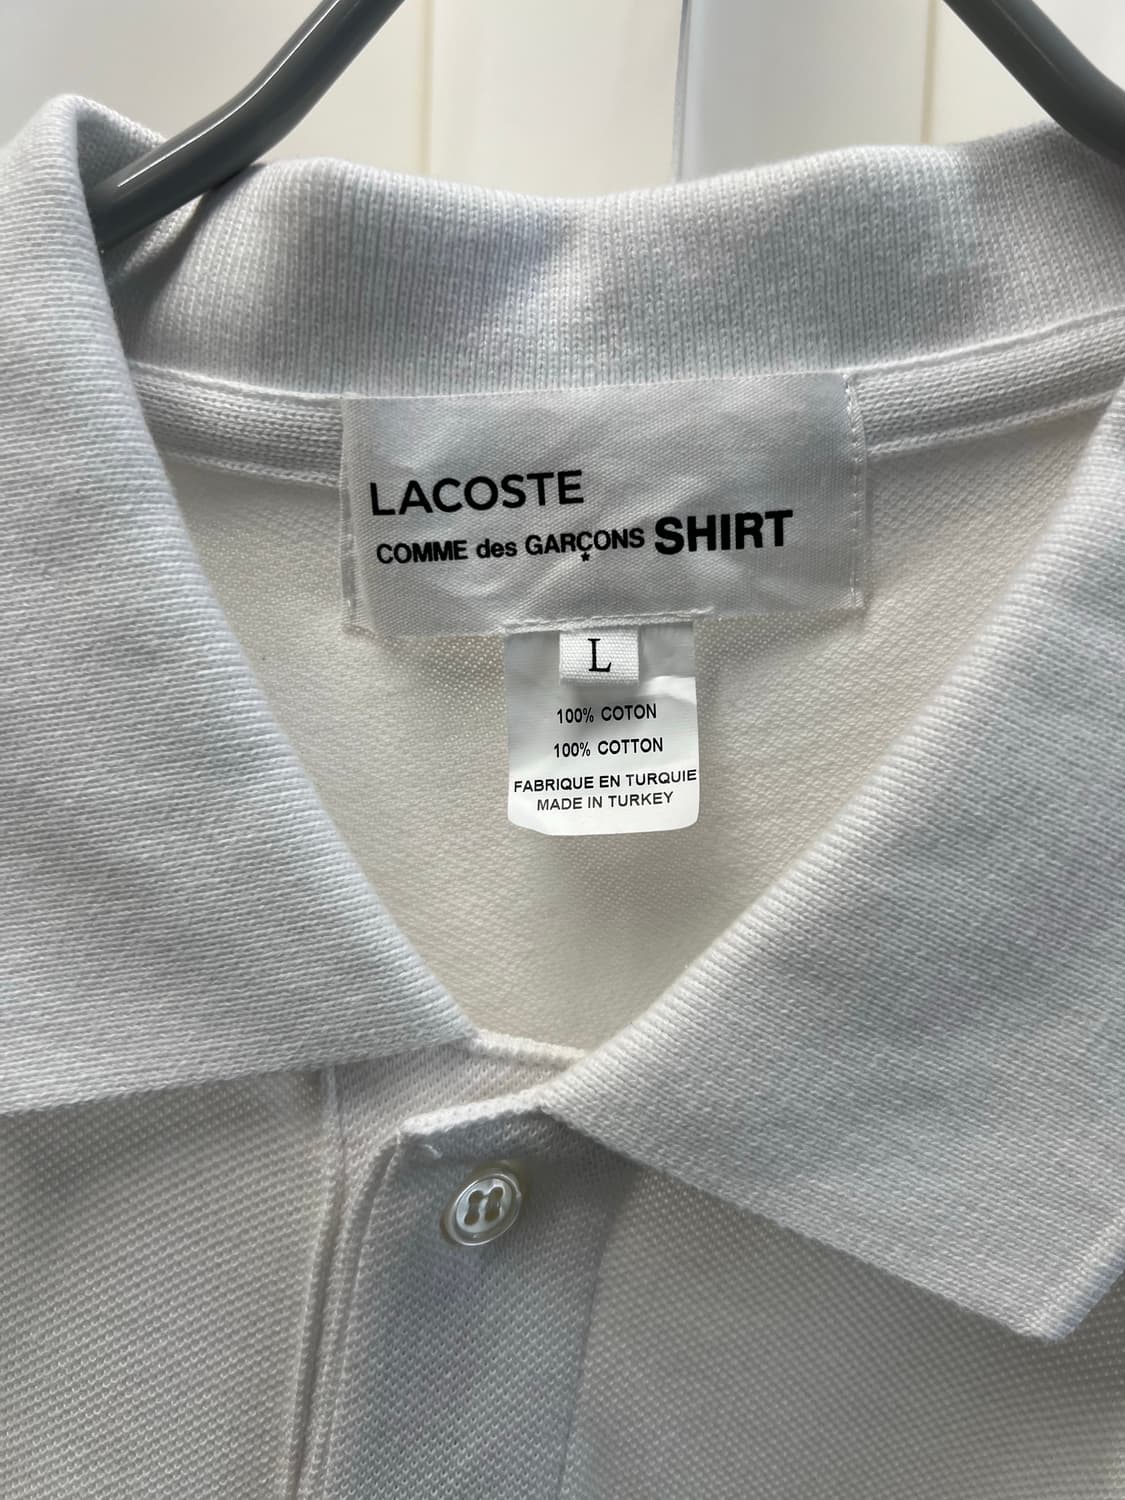 LACOSTE
COMME des GARÇONS SHIRT
L
100% COTON
100% COTTON
FABRIQUE EN TURQUIE
MADE IN TURKEY